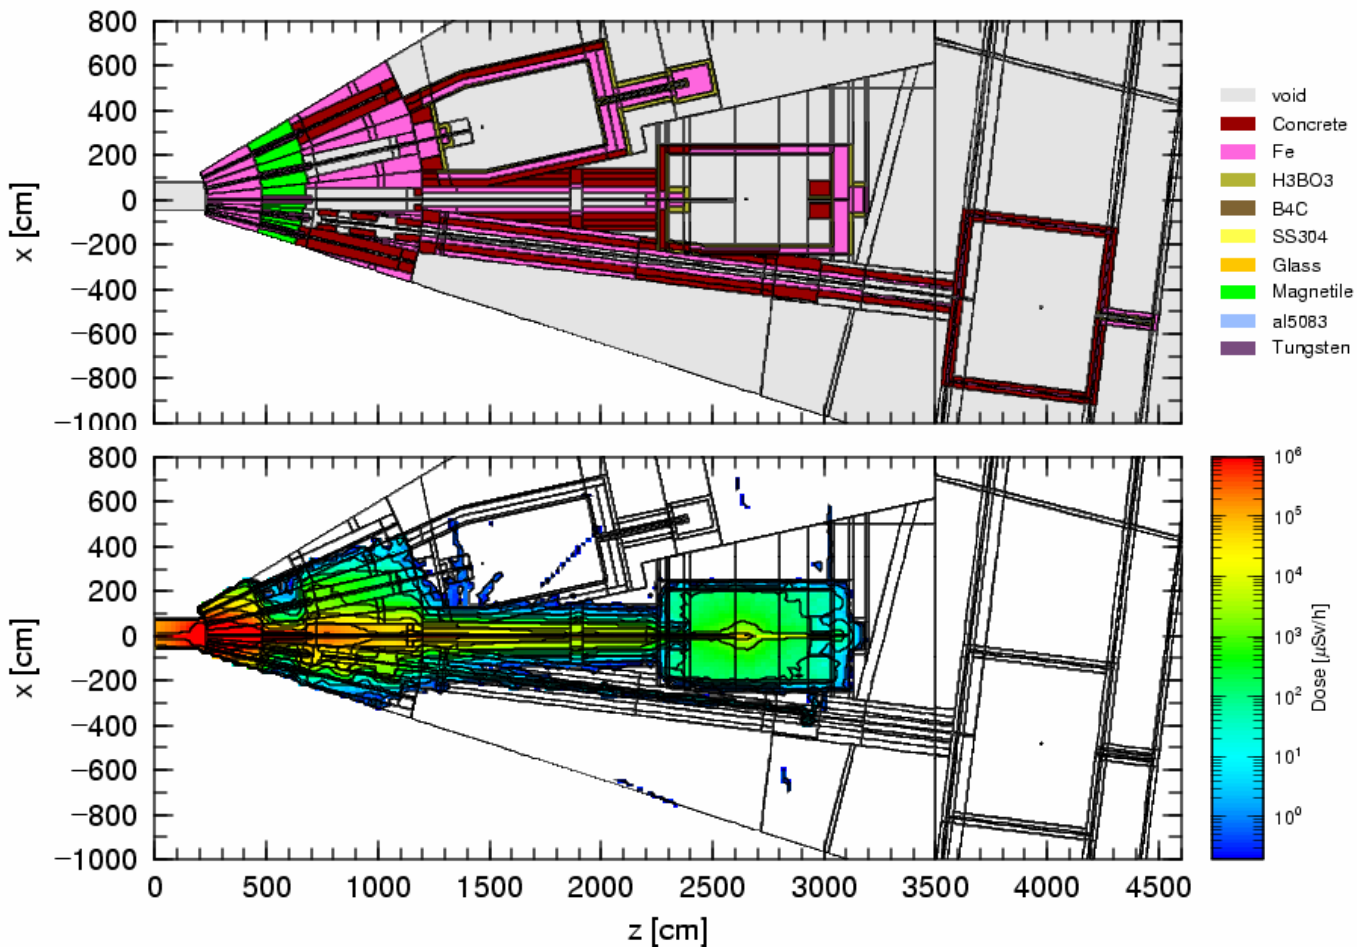 800
600
400
200
0
−200
−400
−600
−800
−1000
x [cm]
void
Concrete
Fe
H3BO3
B4C
SS304
Glass
Magnetile
al5083
Tungsten
800
600
400
200
0
−200
−400
−600
−800
−1000
x [cm]
0 500 1000 1500 2000 2500 3000 3500 4000 4500
z [cm]
10⁶
10⁵
10⁴
10³
10²
10¹
10⁰
Dose [μSv/h]